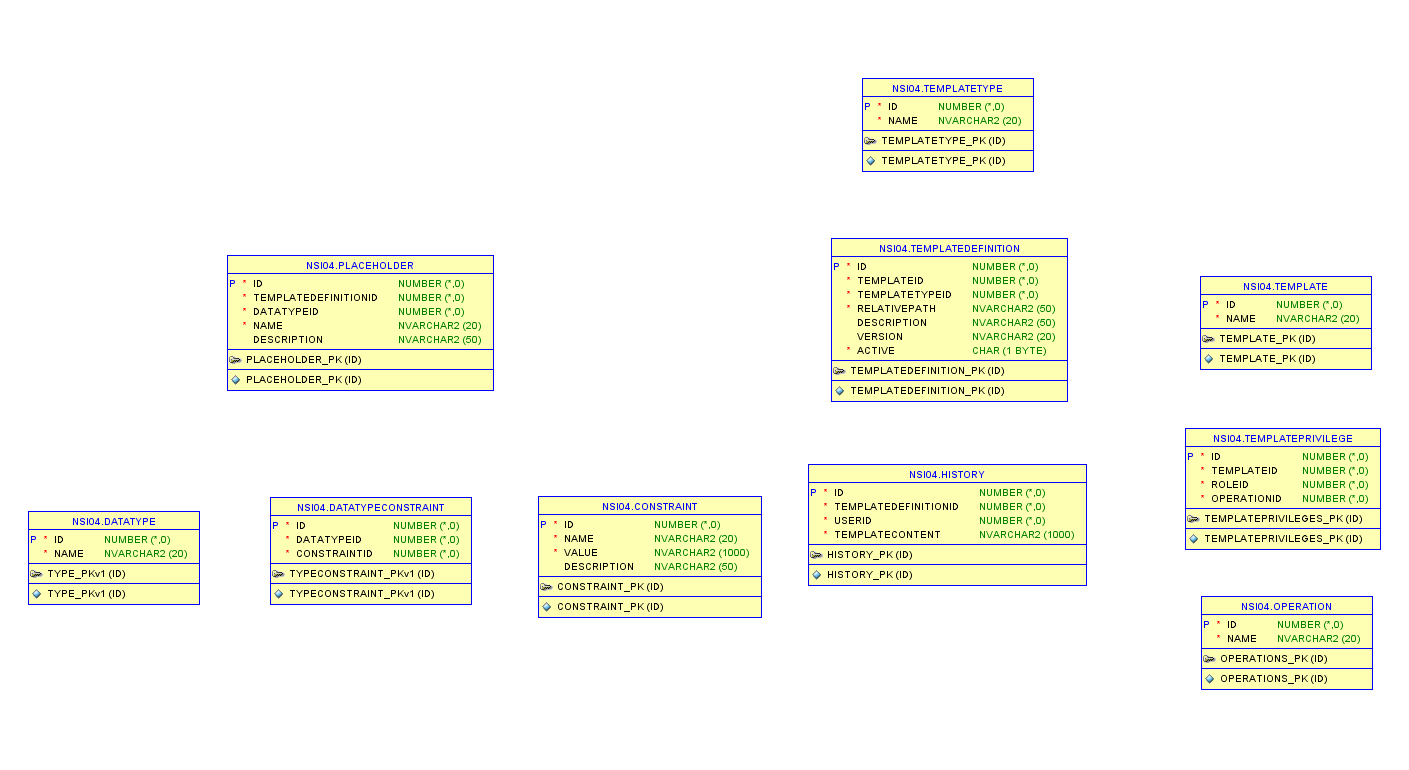 NSI04.TEMPLATETYPE
P * ID NUMBER (*,0)
* NAME NVARCHAR2 (20)
TEMPLATETYPE_PK (ID)
TEMPLATETYPE_PK (ID)
NSI04.PLACEHOLDER
P * ID NUMBER (*,0)
* TEMPLATEDEFINITIONID NUMBER (*,0)
* DATATYPEID NUMBER (*,0)
* NAME NVARCHAR2 (20)
DESCRIPTION NVARCHAR2 (50)
PLACEHOLDER_PK (ID)
PLACEHOLDER_PK (ID)
NSI04.TEMPLATEDEFINITION
P * ID NUMBER (*,0)
* TEMPLATEID NUMBER (*,0)
* TEMPLATETYPEID NUMBER (*,0)
* RELATIVEPATH NVARCHAR2 (50)
DESCRIPTION NVARCHAR2 (50)
VERSION NVARCHAR2 (20)
* ACTIVE CHAR (1 BYTE)
TEMPLATEDEFINITION_PK (ID)
TEMPLATEDEFINITION_PK (ID)
NSI04.TEMPLATE
P * ID NUMBER (*,0)
* NAME NVARCHAR2 (20)
TEMPLATE_PK (ID)
TEMPLATE_PK (ID)
NSI04.DATATYPE
P * ID NUMBER (*,0)
* NAME NVARCHAR2 (20)
TYPE_PKv1 (ID)
TYPE_PKv1 (ID)
NSI04.DATATYPECONSTRAINT
P * ID NUMBER (*,0)
* DATATYPEID NUMBER (*,0)
* CONSTRAINTID NUMBER (*,0)
TYPECONSTRAINT_PKv1 (ID)
TYPECONSTRAINT_PKv1 (ID)
NSI04.CONSTRAINT
P * ID NUMBER (*,0)
* NAME NVARCHAR2 (20)
* VALUE NVARCHAR2 (1000)
DESCRIPTION NVARCHAR2 (50)
CONSTRAINT_PK (ID)
CONSTRAINT_PK (ID)
NSI04.HISTORY
P * ID NUMBER (*,0)
* TEMPLATEDEFINITIONID NUMBER (*,0)
* USERID NUMBER (*,0)
* TEMPLATECONTENT NVARCHAR2 (1000)
HISTORY_PK (ID)
HISTORY_PK (ID)
NSI04.TEMPLATEPRIVILEGE
P * ID NUMBER (*,0)
* TEMPLATEID NUMBER (*,0)
* ROLEID NUMBER (*,0)
* OPERATIONID NUMBER (*,0)
TEMPLATEPRIVILEGES_PK (ID)
TEMPLATEPRIVILEGES_PK (ID)
NSI04.OPERATION
P * ID NUMBER (*,0)
* NAME NVARCHAR2 (20)
OPERATIONS_PK (ID)
OPERATIONS_PK (ID)